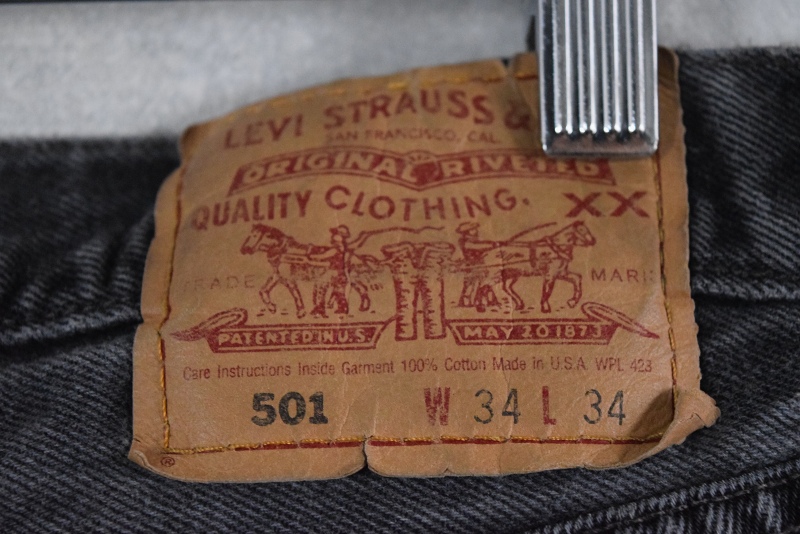 LEVI STRAUSS &
SAN FRANCISCO, CAL
ORIGINAL RIVETED
QUALITY CLOTHING. XX
TRADE MARK
PATENTED IN U.S. MAY 20 1873
Care Instructions Inside Garment 100% Cotton Made in U.S.A. WPL 423
501 W 34 L 34
®